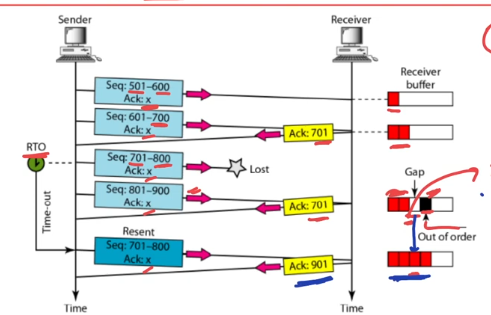 Sender
Receiver
Seq: 501–600
Ack: x
Receiver
buffer
Seq: 601–700
Ack: x
Ack: 701
RTO
Seq: 701–800
Ack: x
Lost
Time-out
Seq: 801–900
Ack: x
Ack: 701
Gap
Out of order
Resent
Seq: 701–800
Ack: x
Ack: 901
Time
Time